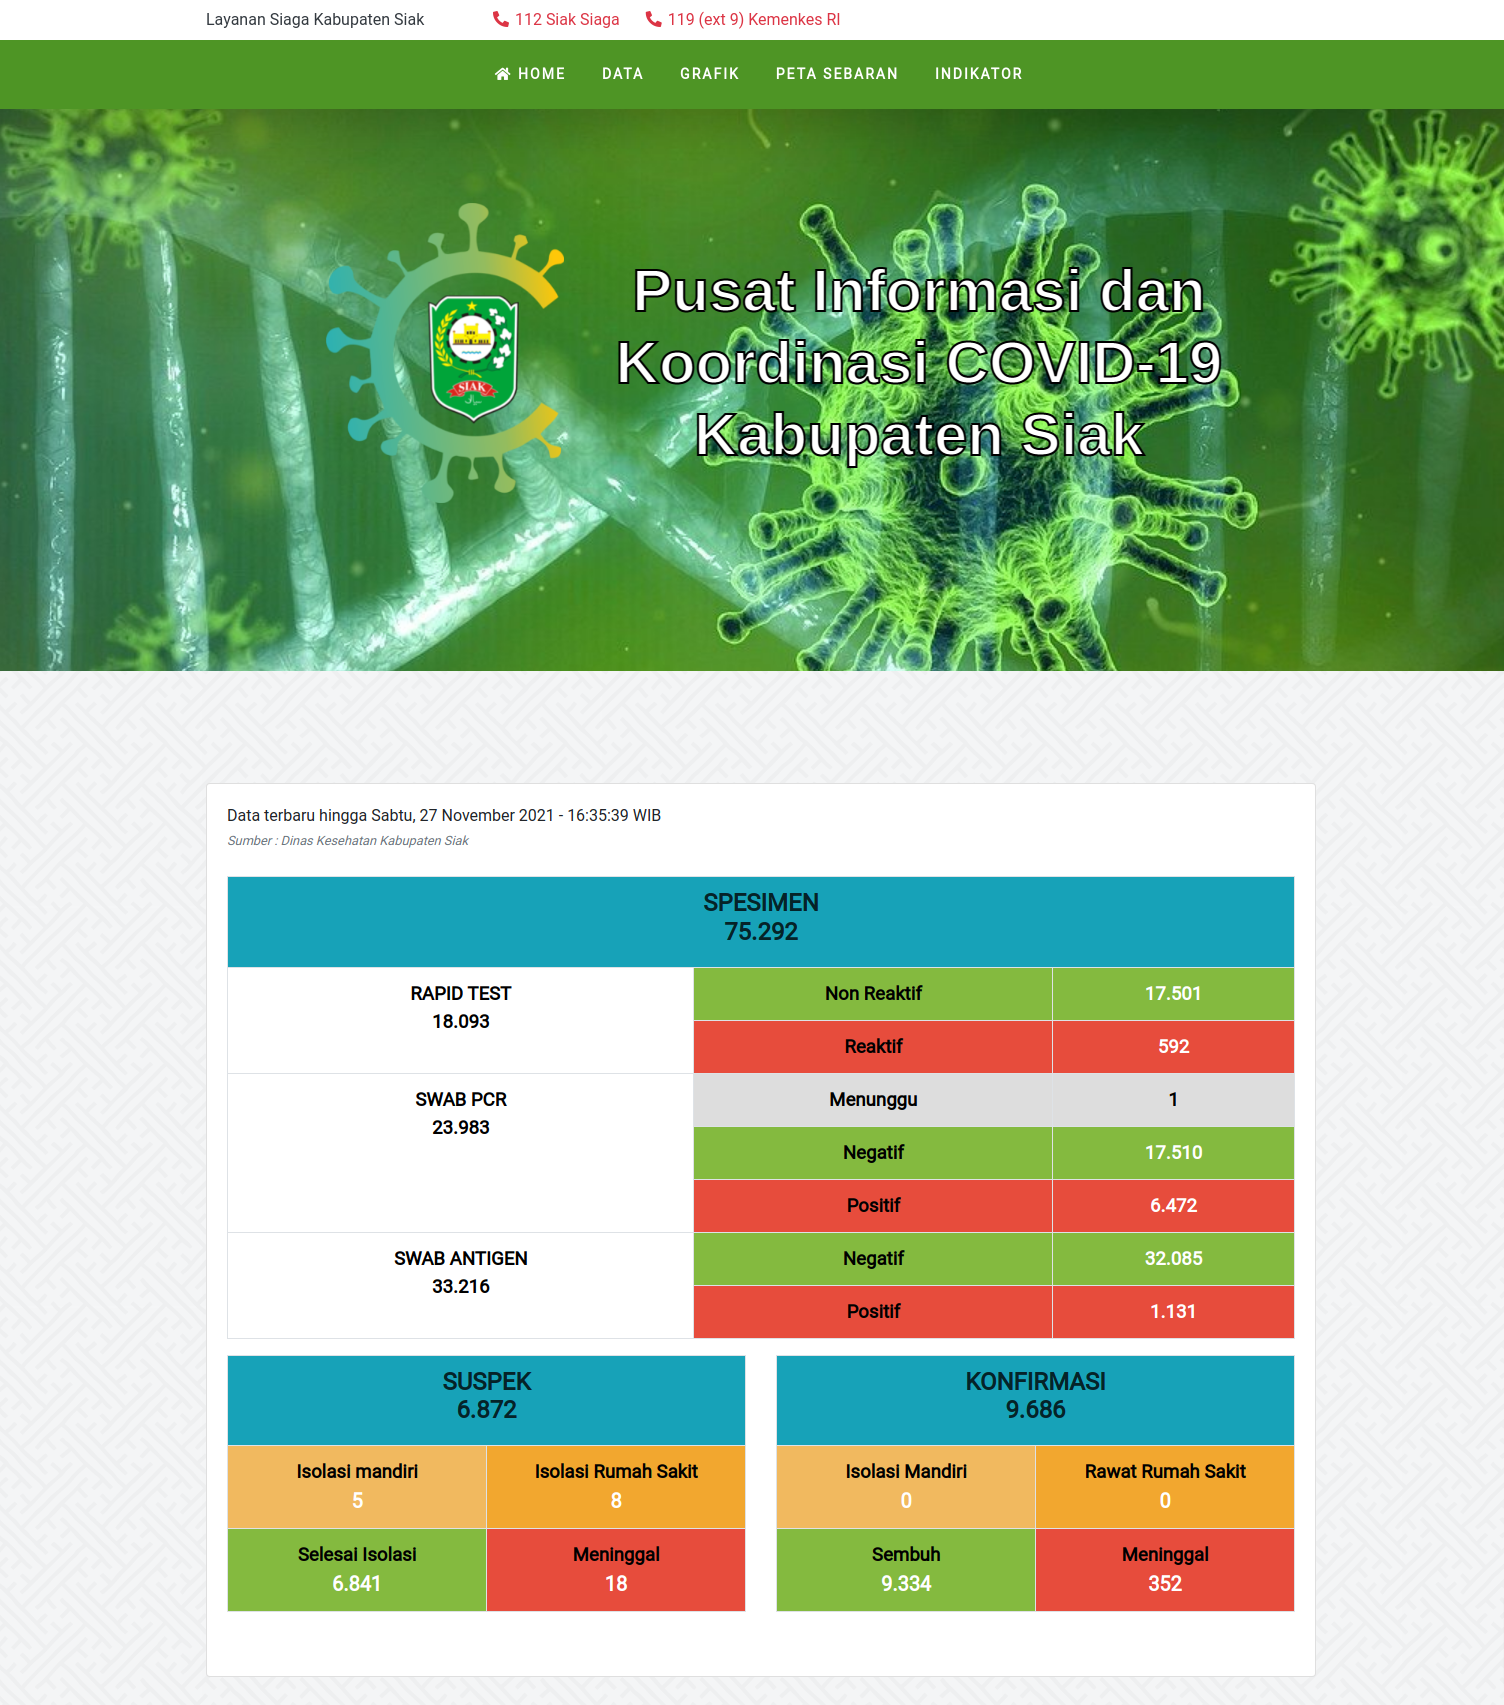 Layanan Siaga Kabupaten Siak
112 Siak Siaga
119 (ext 9) Kemenkes RI
HOME
DATA
GRAFIK
PETA SEBARAN
INDIKATOR
SIAK
Pusat Informasi dan
Koordinasi COVID-19
Kabupaten Siak
Data terbaru hingga Sabtu, 27 November 2021 - 16:35:39 WIB
Sumber : Dinas Kesehatan Kabupaten Siak
SPESIMEN
75.292
RAPID TEST
18.093
Non Reaktif
17.501
Reaktif
592
SWAB PCR
23.983
Menunggu
1
Negatif
17.510
Positif
6.472
SWAB ANTIGEN
33.216
Negatif
32.085
Positif
1.131
SUSPEK
6.872
Isolasi mandiri
5
Isolasi Rumah Sakit
8
Selesai Isolasi
6.841
Meninggal
18
KONFIRMASI
9.686
Isolasi Mandiri
0
Rawat Rumah Sakit
0
Sembuh
9.334
Meninggal
352